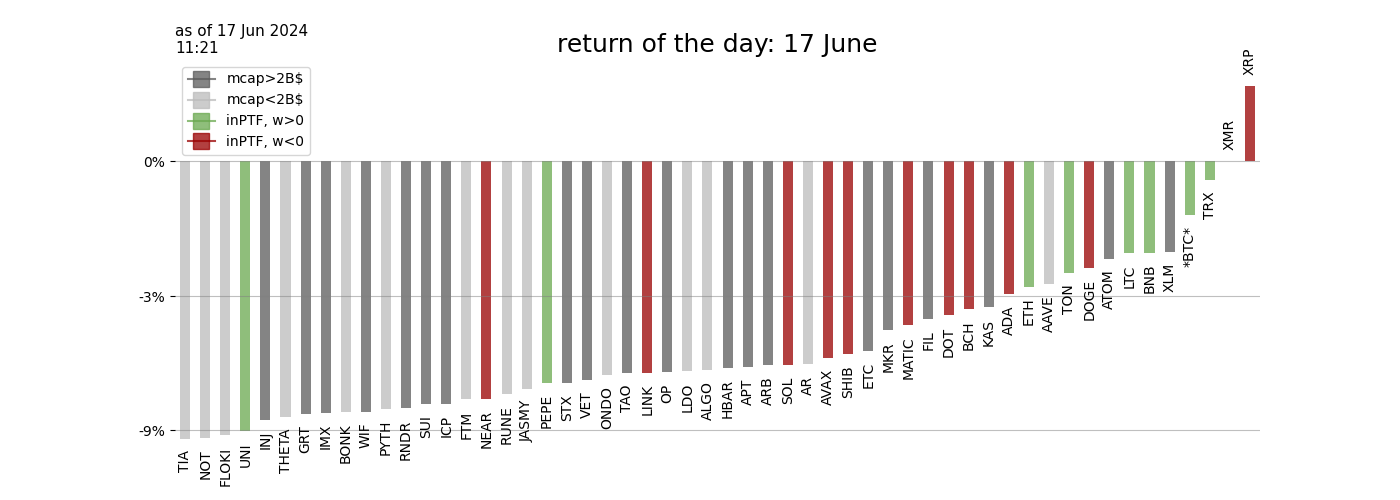 as of 17 Jun 2024
11:21
return of the day: 17 June
mcap>2B$
mcap<2B$
inPTF, w>0
inPTF, w<0
0%
-3%
-9%
TIA
NOT
FLOKI
UNI
INJ
THETA
GRT
IMX
BONK
WIF
PYTH
RNDR
SUI
ICP
FTM
NEAR
RUNE
JASMY
PEPE
STX
VET
ONDO
TAO
LINK
OP
LDO
ALGO
HBAR
APT
ARB
SOL
AR
AVAX
SHIB
ETC
MKR
MATIC
FIL
DOT
BCH
KAS
ADA
ETH
AAVE
TON
DOGE
ATOM
LTC
BNB
XLM
*BTC*
TRX
XMR
XRP